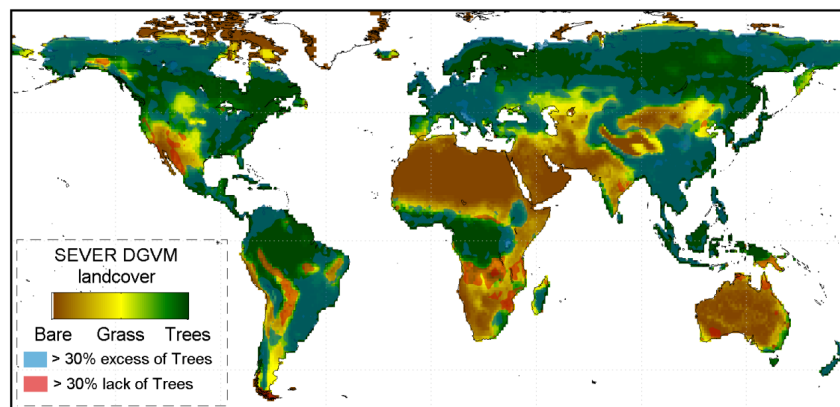 SEVER DGVM
landcover
Bare Grass Trees
> 30% excess of Trees
> 30% lack of Trees